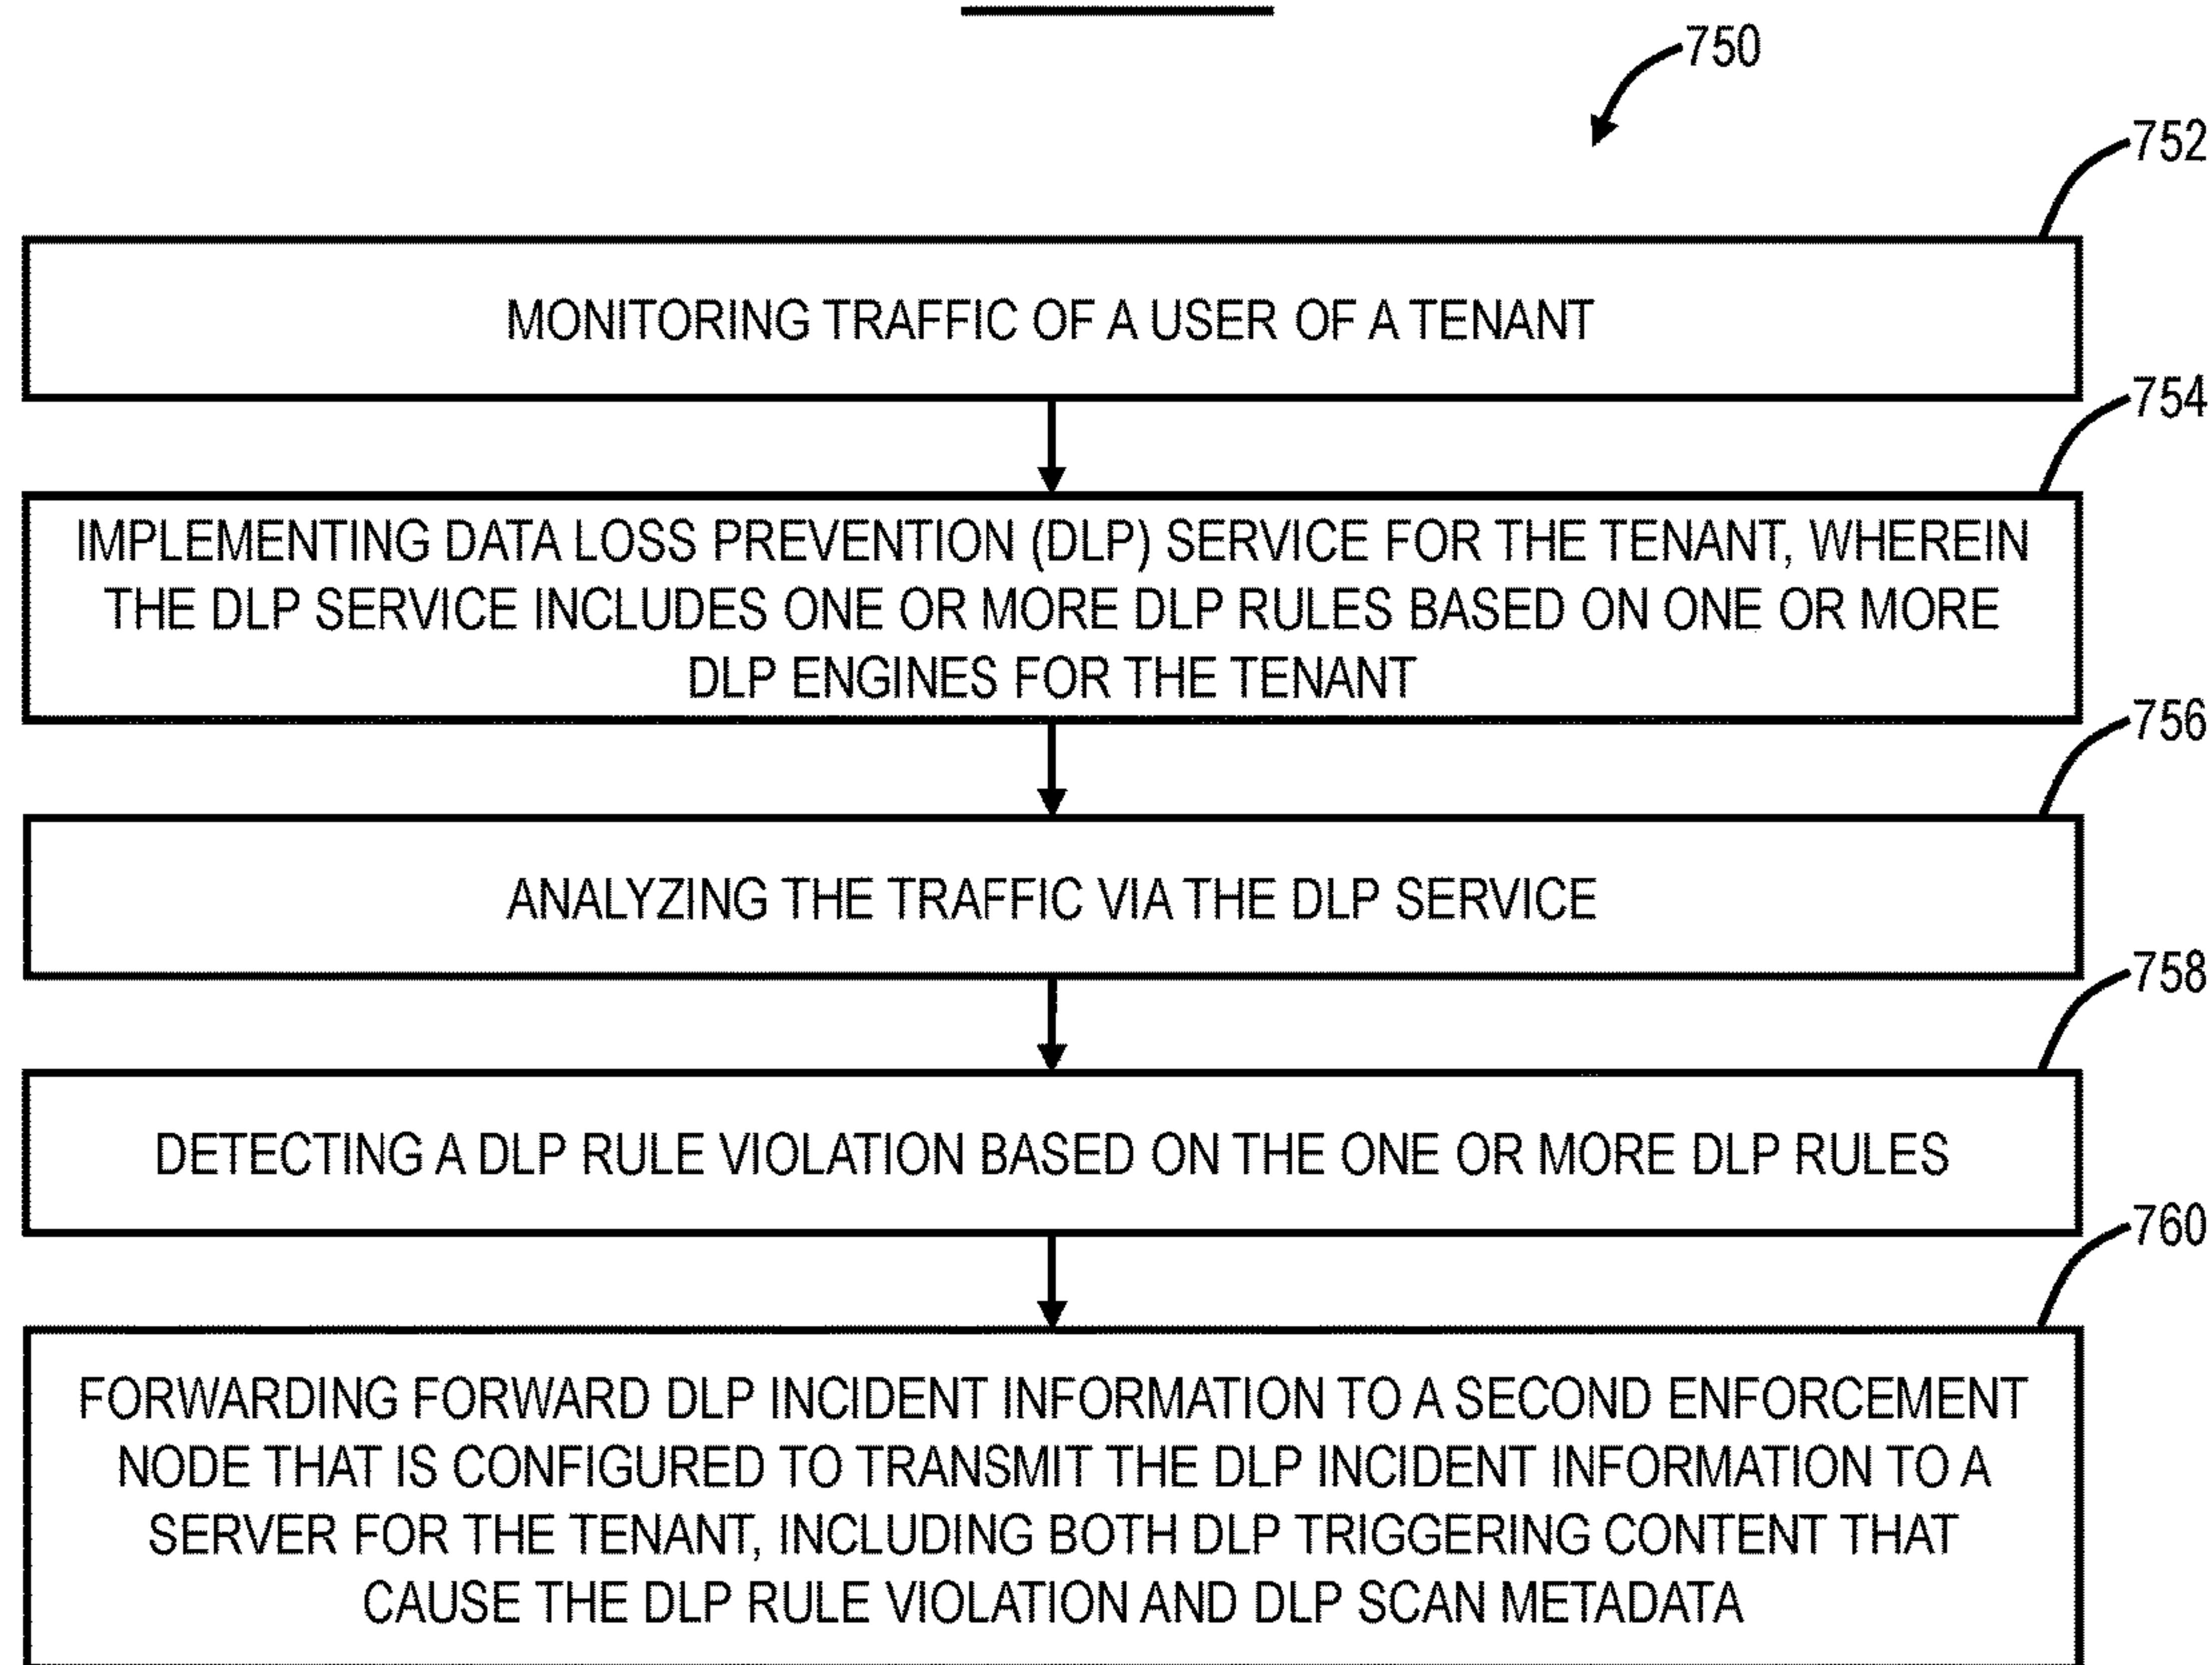 750
752
MONITORING TRAFFIC OF A USER OF A TENANT
754
IMPLEMENTING DATA LOSS PREVENTION (DLP) SERVICE FOR THE TENANT, WHEREIN
THE DLP SERVICE INCLUDES ONE OR MORE DLP RULES BASED ON ONE OR MORE
DLP ENGINES FOR THE TENANT
756
ANALYZING THE TRAFFIC VIA THE DLP SERVICE
758
DETECTING A DLP RULE VIOLATION BASED ON THE ONE OR MORE DLP RULES
760
FORWARDING FORWARD DLP INCIDENT INFORMATION TO A SECOND ENFORCEMENT
NODE THAT IS CONFIGURED TO TRANSMIT THE DLP INCIDENT INFORMATION TO A
SERVER FOR THE TENANT, INCLUDING BOTH DLP TRIGGERING CONTENT THAT
CAUSE THE DLP RULE VIOLATION AND DLP SCAN METADATA